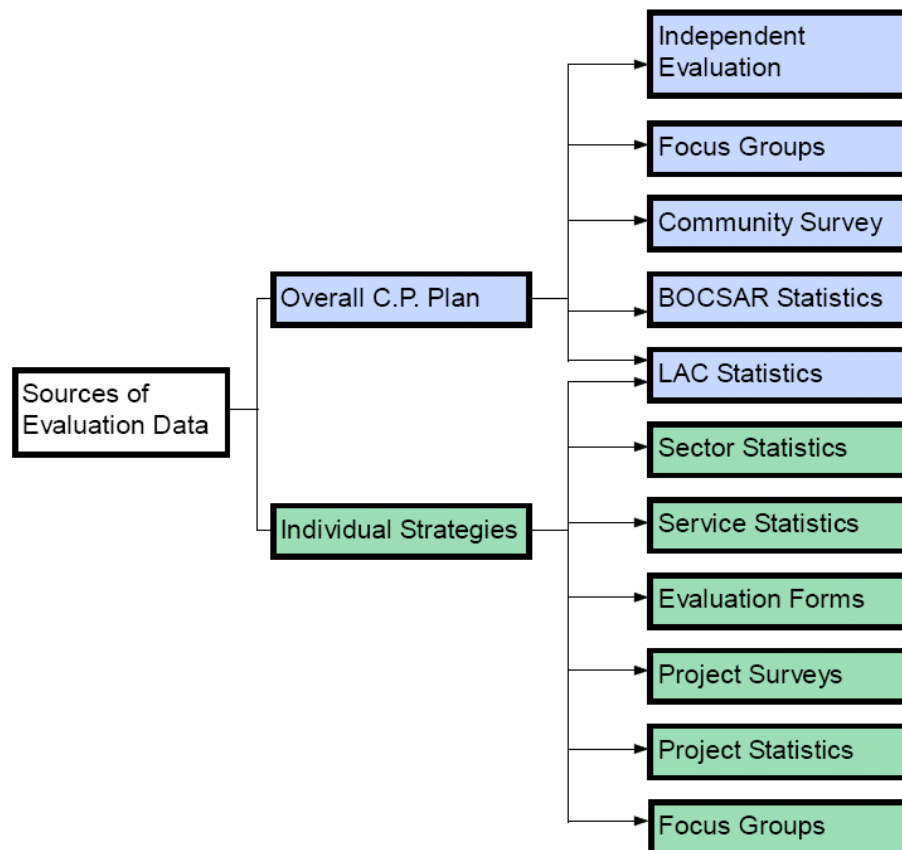 Independent
Evaluation
Focus Groups
Community Survey
Overall C.P. Plan
BOCSAR Statistics
LAC Statistics
Sources of
Evaluation Data
Sector Statistics
Individual Strategies
Service Statistics
Evaluation Forms
Project Surveys
Project Statistics
Focus Groups